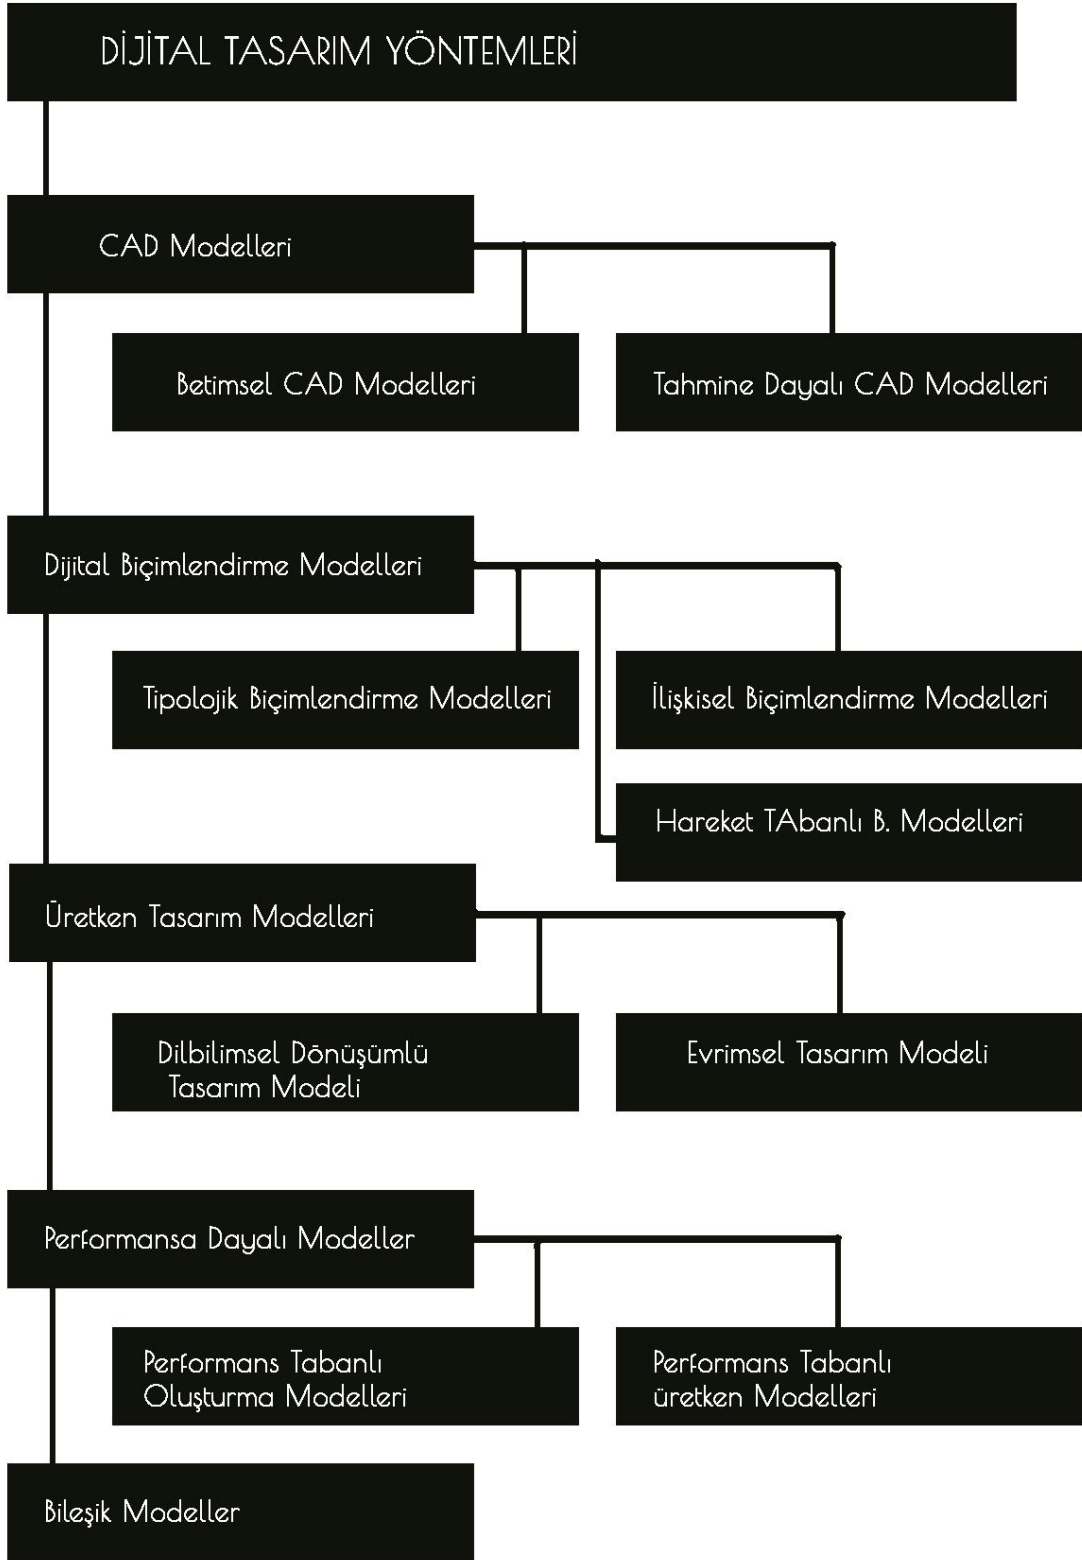 DİJİTAL TASARIM YÖNTEMLERİ
CAD Modelleri
Betimsel CAD Modelleri
Tahmine Dayalı CAD Modelleri
Dijital Biçimlendirme Modelleri
Tipolojik Biçimlendirme Modelleri
İlişkisel Biçimlendirme Modelleri
Hareket TAbanlı B. Modelleri
Üretken Tasarım Modelleri
Dilbilimsel Dönüşümlü
Tasarım Modeli
Evrimsel Tasarım Modeli
Performansa Dayalı Modeller
Performans Tabanlı
Oluşturma Modelleri
Performans Tabanlı
üretken Modelleri
Bileşik Modeller